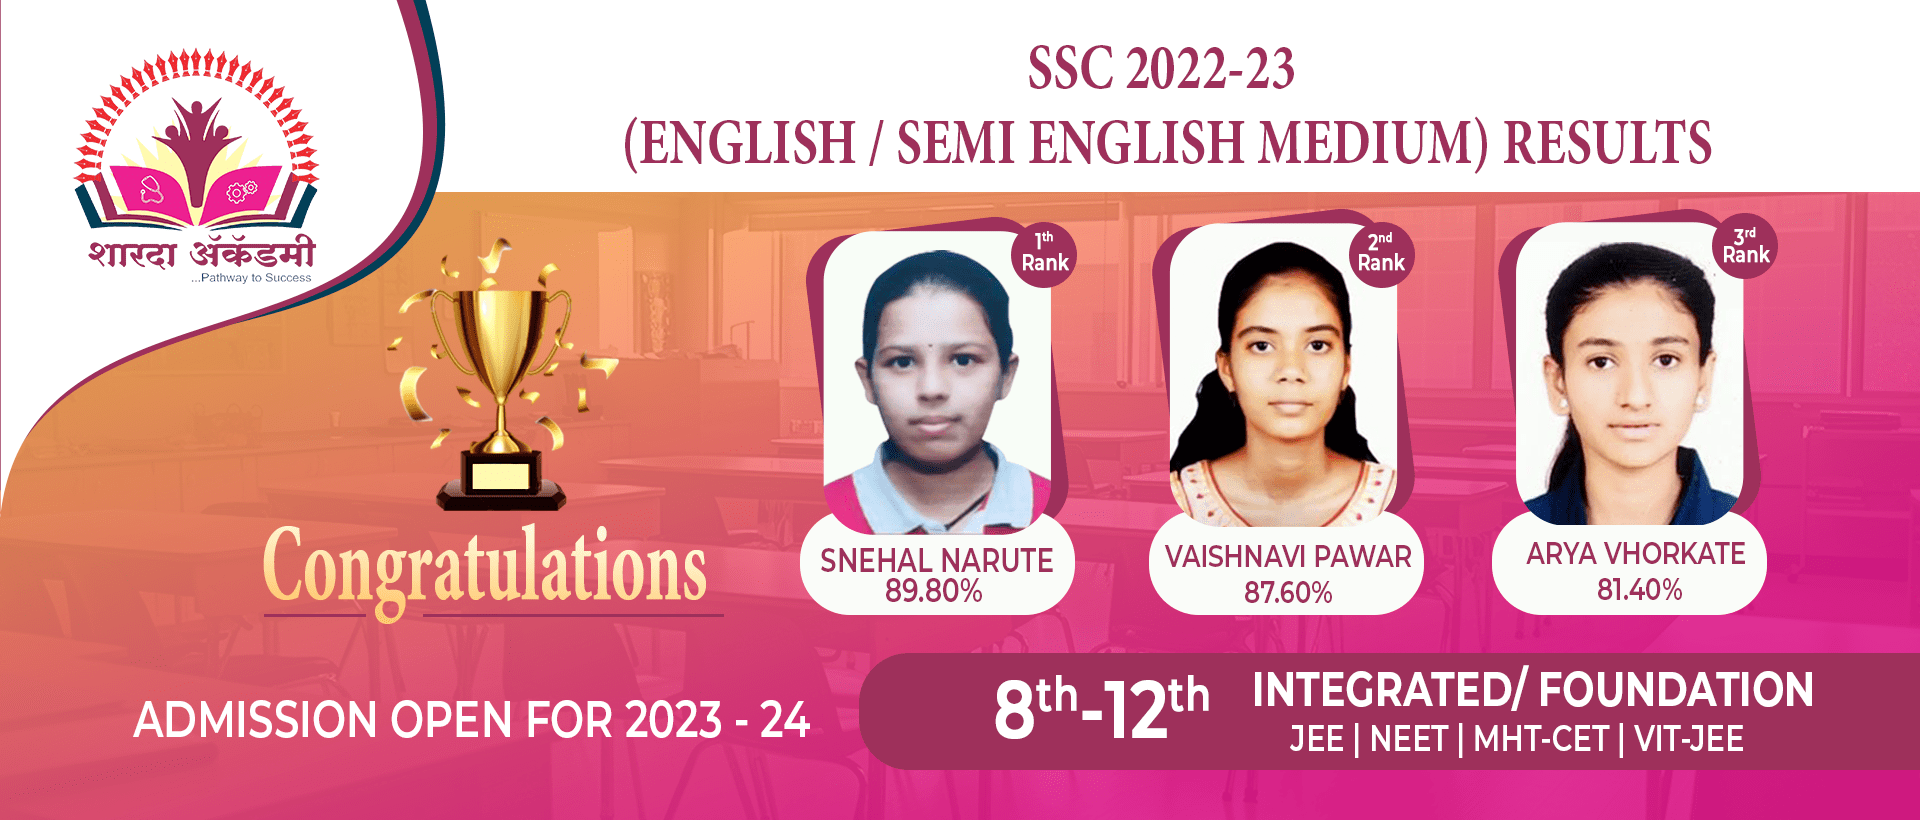 SSC 2022-23
(ENGLISH / SEMI ENGLISH MEDIUM) RESULTS
शारदा ॲकॅडमी
...Pathway to Success
1th
Rank
2nd
Rank
3rd
Rank
Congratulations
SNEHAL NARUTE
89.80%
VAISHNAVI PAWAR
87.60%
ARYA VHORKATE
81.40%
ADMISSION OPEN FOR 2023 - 24
8th-12th
INTEGRATED/ FOUNDATION
JEE | NEET | MHT-CET | VIT-JEE